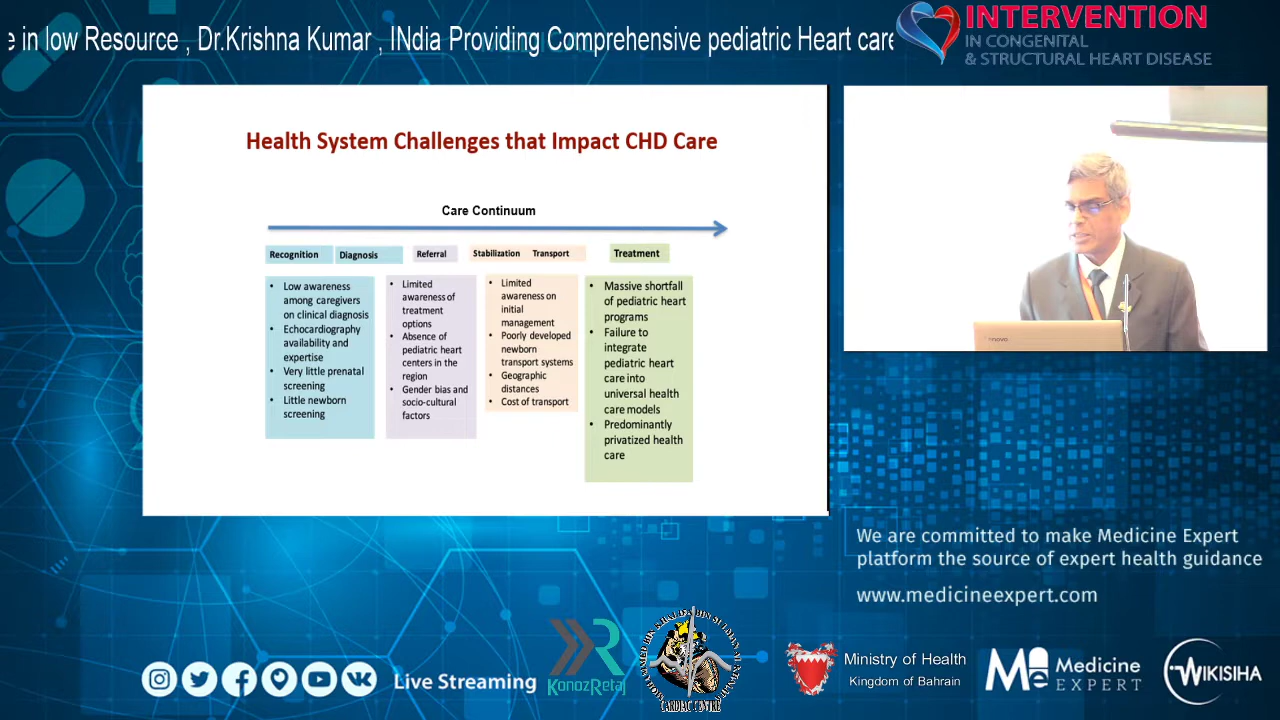 e in low Resource , Dr.Krishna Kumar , INdia Providing Comprehensive pediatric Heart care
INTERVENTION
IN CONGENITAL
& STRUCTURAL HEART DISEASE
Health System Challenges that Impact CHD Care
Care Continuum
Recognition
Diagnosis
Referral
Stabilization
Transport
Treatment
• Low awareness
among caregivers
on clinical diagnosis
• Echocardiography
availability and
expertise
• Very little prenatal
screening
• Little newborn
screening
• Limited
awareness of
treatment
options
• Absence of
pediatric heart
centers in the
region
• Gender bias and
socio-cultural
factors
• Limited
awareness on
initial
management
• Poorly developed
newborn
transport systems
• Geographic
distances
• Cost of transport
• Massive shortfall
of pediatric heart
programs
• Failure to
integrate
pediatric heart
care into
universal health
care models
• Predominantly
privatized health
care
We are committed to make Medicine Expert
platform the source of expert health guidance
www.medicineexpert.com
Live Streaming
KanozRetaj
CARDIAC CENTRE
Ministry of Health
Kingdom of Bahrain
Me
Medicine
EXPERT
WIKISIHA